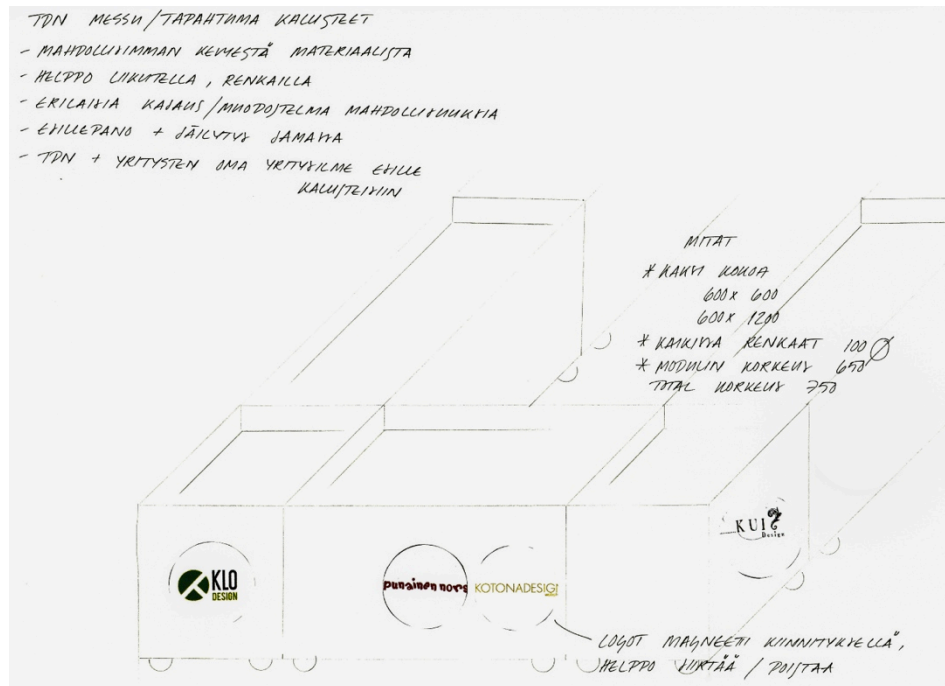 TDN MESSU/TAPAHTUMA KALUSTEET
- MAHDOLLISIMMAN KEVYESTÄ MATERIAALISTA
- HELPPO LIIKUTELLA, RENKAILLA
- ERILAISIA KASAUS/MUODOSTELMA MAHDOLLISUUKSIA
- ESILLEPANO + SÄILYTYS SAMASSA
- TDN + YRITYSTEN OMA YRITYSILME ESILLE
KALUSTEISIIN
MITAT
* KAKSI KOKOA
600 x 600
600 x 1200
* KAIKISSA RENKAAT 100 Ø
* MODULIN KORKEUS 650
TOTAL KORKEUS 750
KUI
Design
KLO
DESIGN
punainen norsu
KOTONADESIGN
LOGOT MAGNEETTI KIINNITYKSELLÄ,
HELPPO SIIRTÄÄ / POISTAA